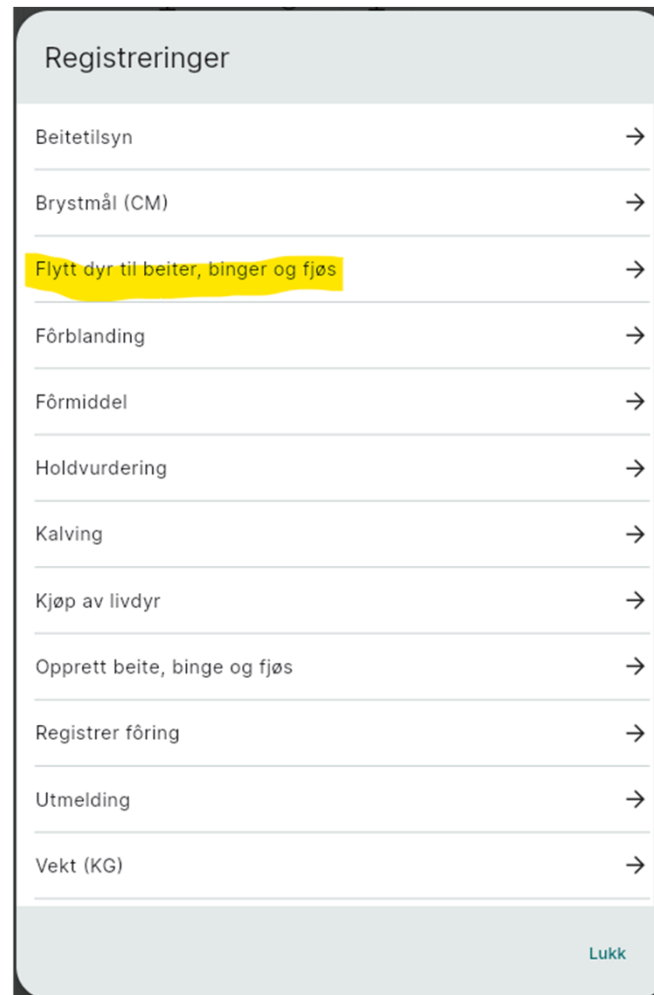 Registreringer
Beitetilsyn
Brystmål (CM)
Flytt dyr til beiter, binger og fjøs
Fôrblanding
Fôrmiddel
Holdvurdering
Kalving
Kjøp av livdyr
Opprett beite, binge og fjøs
Registrer fôring
Utmelding
Vekt (KG)
Lukk